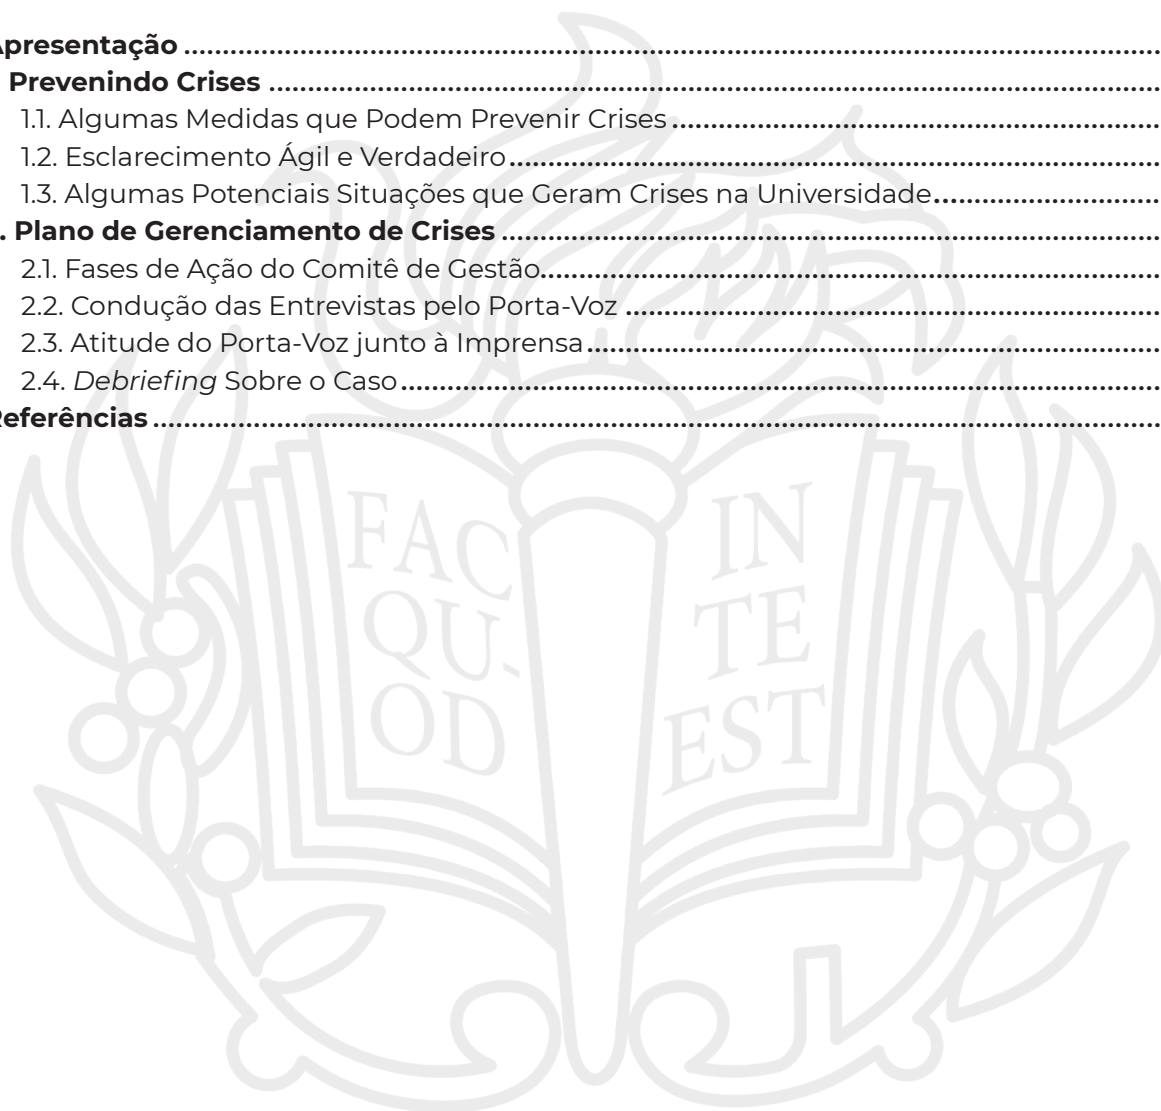 Apresentação ....................................................................................................
Prevenindo Crises ....................................................................................................
1.1. Algumas Medidas que Podem Prevenir Crises ..........................................................
1.2. Esclarecimento Ágil e Verdadeiro ..........................................................................
1.3. Algumas Potenciais Situações que Geram Crises na Universidade ............................
. Plano de Gerenciamento de Crises ..........................................................................
2.1. Fases de Ação do Comitê de Gestão ......................................................................
2.2. Condução das Entrevistas pelo Porta-Voz ..............................................................
2.3. Atitude do Porta-Voz junto à Imprensa ..................................................................
2.4. Debriefing Sobre o Caso ......................................................................................
Referências ....................................................................................................
FAC
QU-
OD
IN
TE
EST